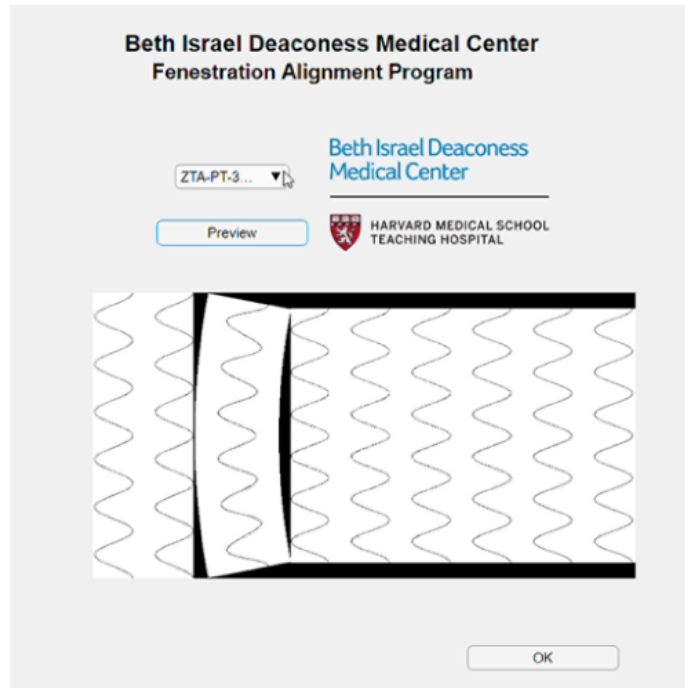 Beth Israel Deaconess Medical Center
Fenestration Alignment Program
Beth Israel Deaconess
Medical Center
ZTA-PT-3... ▼
HARVARD MEDICAL SCHOOL
TEACHING HOSPITAL
Preview
OK